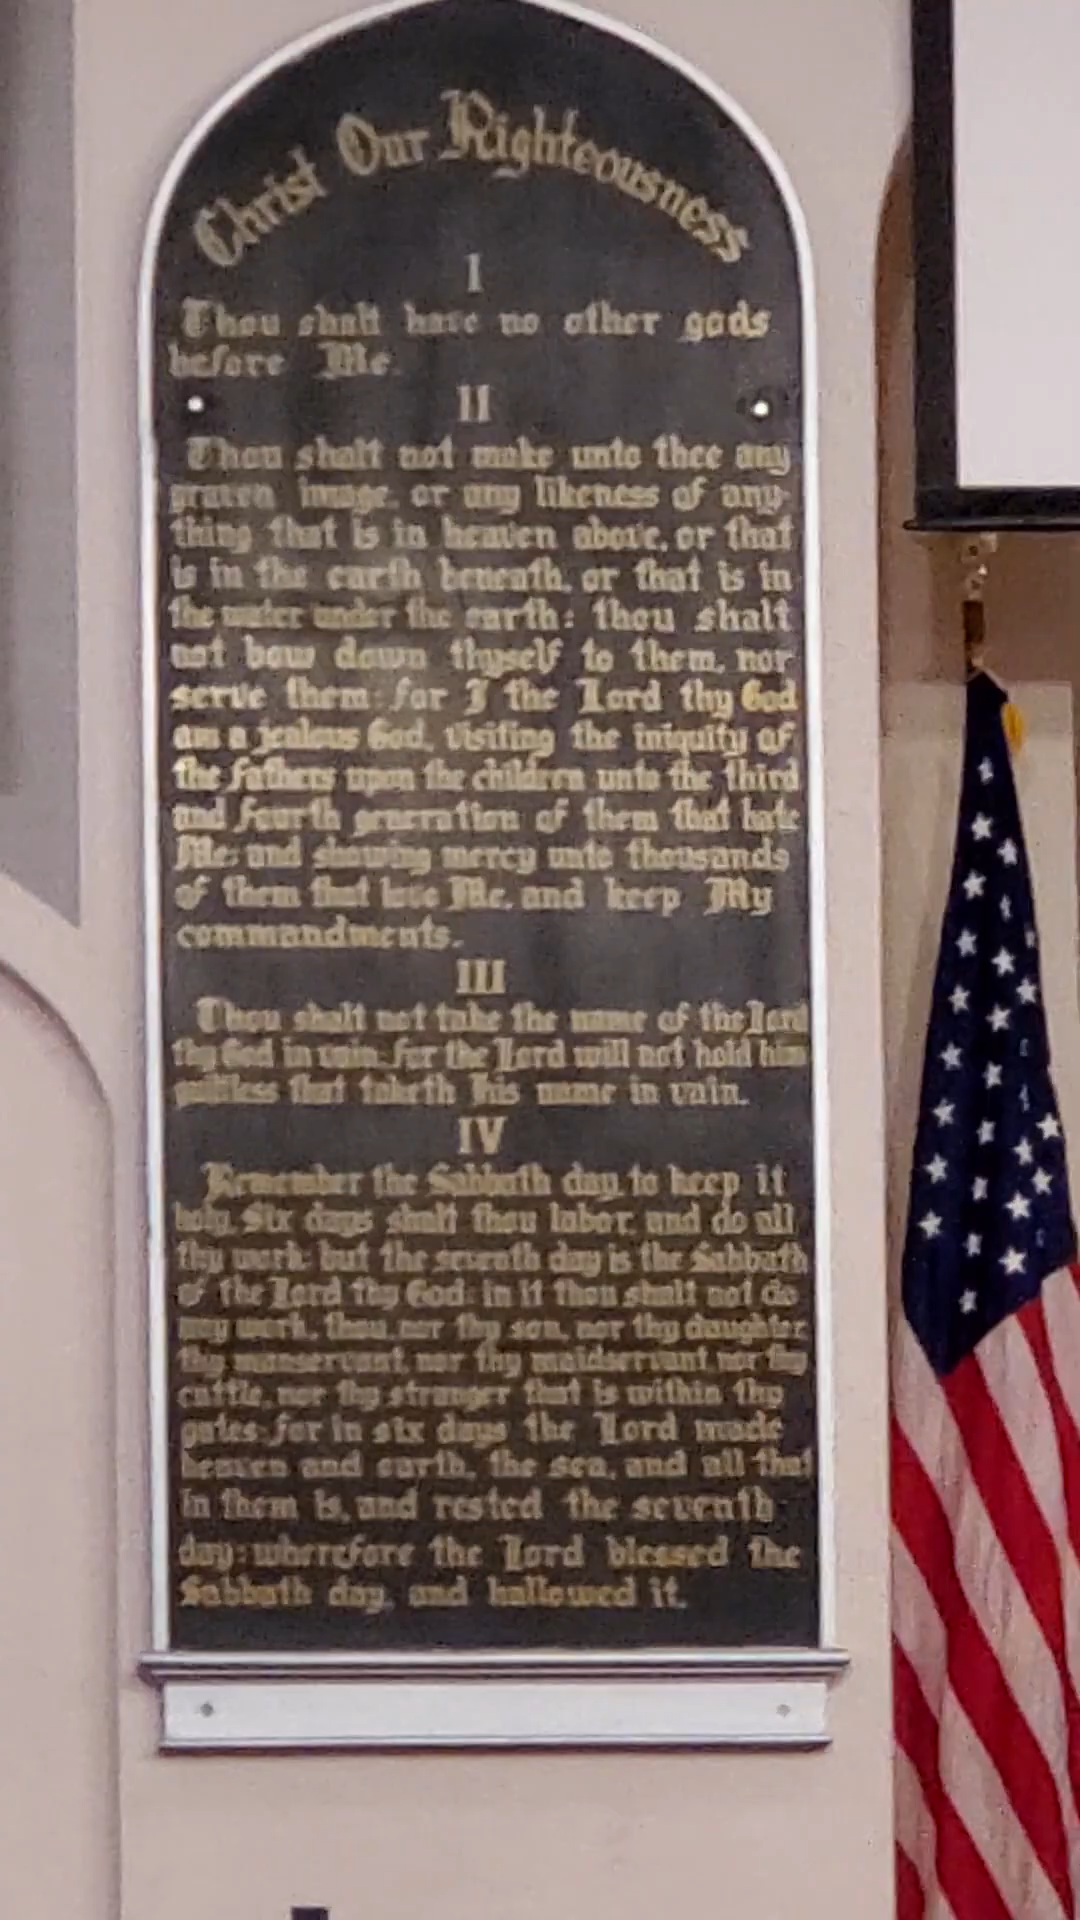 Christ Our Righteousness
I
Thou shalt have no other gods
before Me.
II
Thou shalt not make unto thee any
graven image, or any likeness of any
thing that is in heaven above, or that
is in the earth beneath, or that is in
the water under the earth: thou shalt
not bow down thyself to them, nor
serve them: for I the Lord thy God
am a jealous God, visiting the iniquity of
the fathers upon the children unto the third
and fourth generation of them that hate
Me; and showing mercy unto thousands
of them that love Me, and keep My
commandments.
III
Thou shalt not take the name of the Lord
thy God in vain; for the Lord will not hold him
guiltless that taketh His name in vain.
IV
Remember the Sabbath day, to keep it
holy. Six days shalt thou labor, and do all
thy work: but the seventh day is the Sabbath
of the Lord thy God: in it thou shalt not do
any work, thou, nor thy son, nor thy daughter
thy manservant, nor thy maidservant nor thy
cattle, nor thy stranger that is within thy
gates: for in six days the Lord made
heaven and earth, the sea, and all that
in them is, and rested the seventh
day: wherefore the Lord blessed the
Sabbath day, and hallowed it.